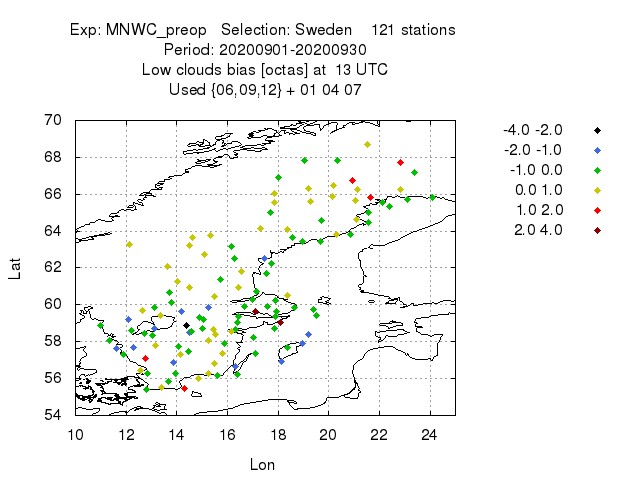 Exp: MNWC_preop   Selection: Sweden    121 stations
Period: 20200901-20200930
Low clouds bias [octas] at  13 UTC
Used {06,09,12} + 01 04 07
70
68
66
64
62
60
58
56
54
Lat
10 12 14 16 18 20 22 24
Lon
-4.0 -2.0
-2.0 -1.0
-1.0 0.0
0.0 1.0
1.0 2.0
2.0 4.0